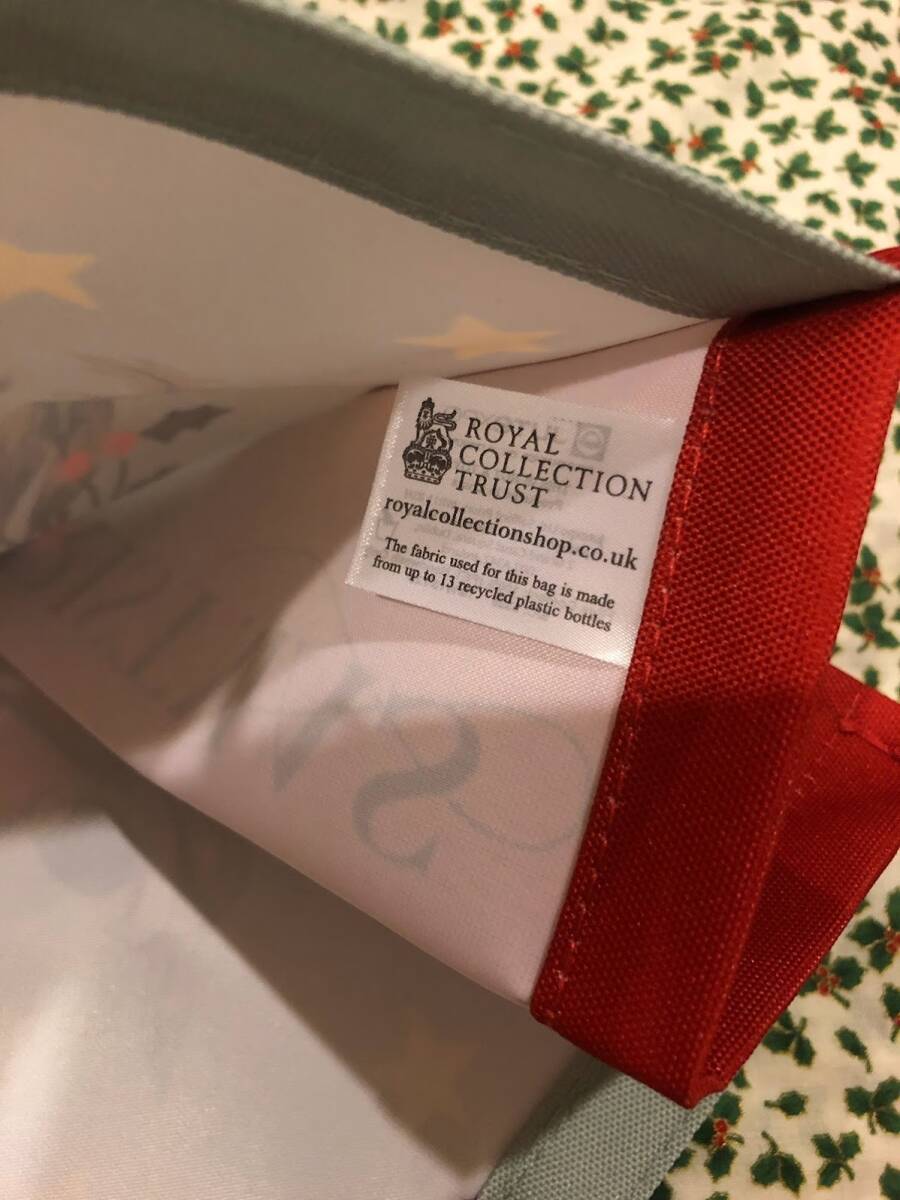 ROYAL
COLLECTION
TRUST
royalcollectionshop.co.uk
The fabric used for this bag is made
from up to 13 recycled plastic bottles